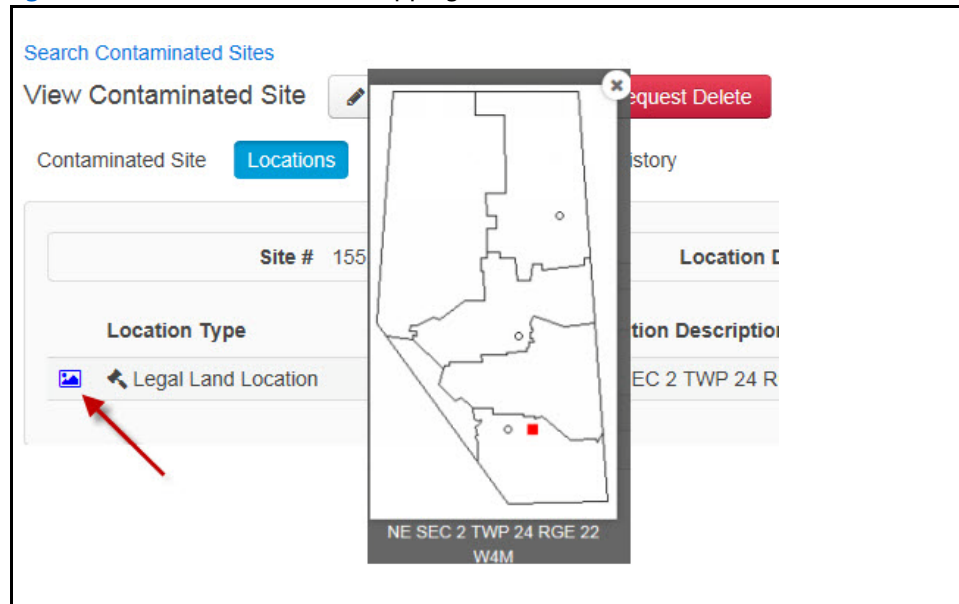 Search Contaminated Sites
View Contaminated Site
equest Delete
Contaminated Site Locations istory
Site # 155 Location D
Location Type tion Description
Legal Land Location EC 2 TWP 24 R
NE SEC 2 TWP 24 RGE 22
W4M